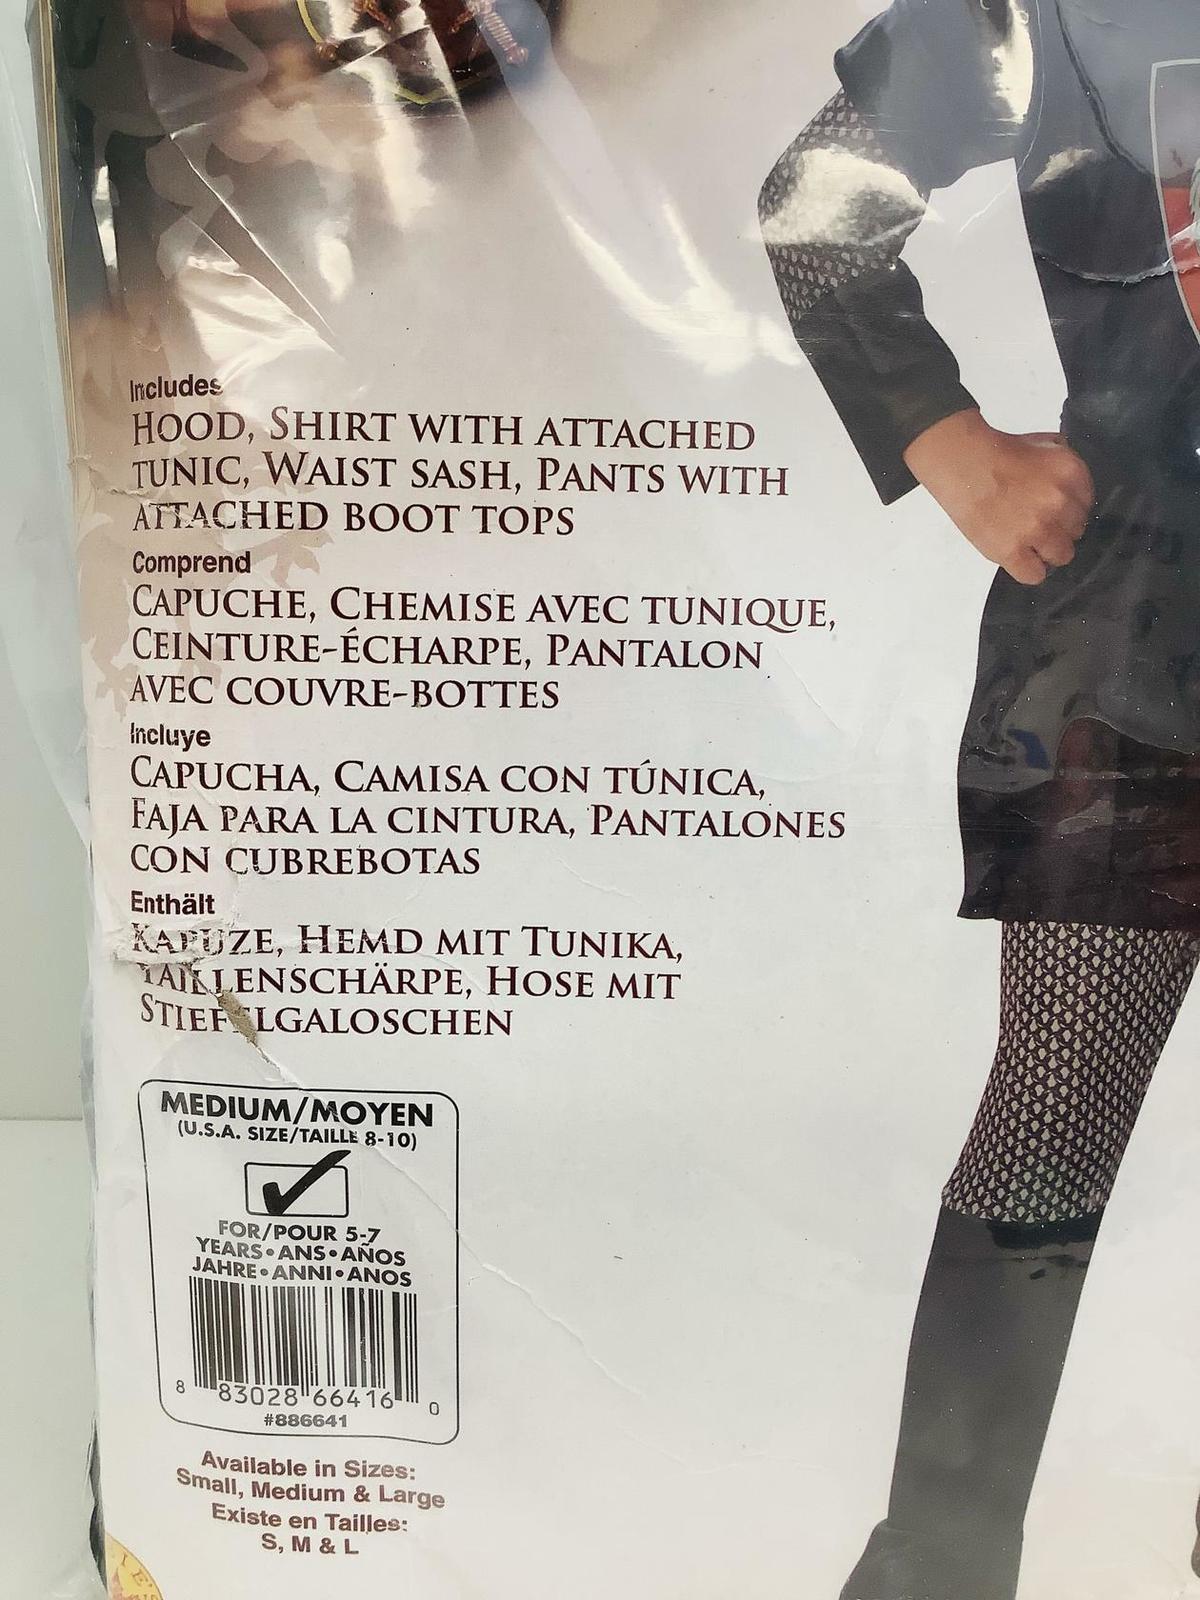 Includes
HOOD, SHIRT WITH ATTACHED
TUNIC, WAIST SASH, PANTS WITH
ATTACHED BOOT TOPS
Comprend
CAPUCHE, CHEMISE AVEC TUNIQUE,
CEINTURE-ÉCHARPE, PANTALON
AVEC COUVRE-BOTTES
Incluye
CAPUCHA, CAMISA CON TÚNICA,
FAJA PARA LA CINTURA, PANTALONES
CON CUBREBOTAS
Enthält
KAPUZE, HEMD MIT TUNIKA,
TAILLENSCHÄRPE, HOSE MIT
STIEFELGALOSCHEN
MEDIUM/MOYEN
(U.S.A. SIZE/TAILLE 8-10)
FOR/POUR 5-7
YEARS•ANS•AÑOS
JAHRE•ANNI•ANOS
8 83028 66416 0
#886641
Available in Sizes:
Small, Medium & Large
Existe en Tailles:
S, M & L